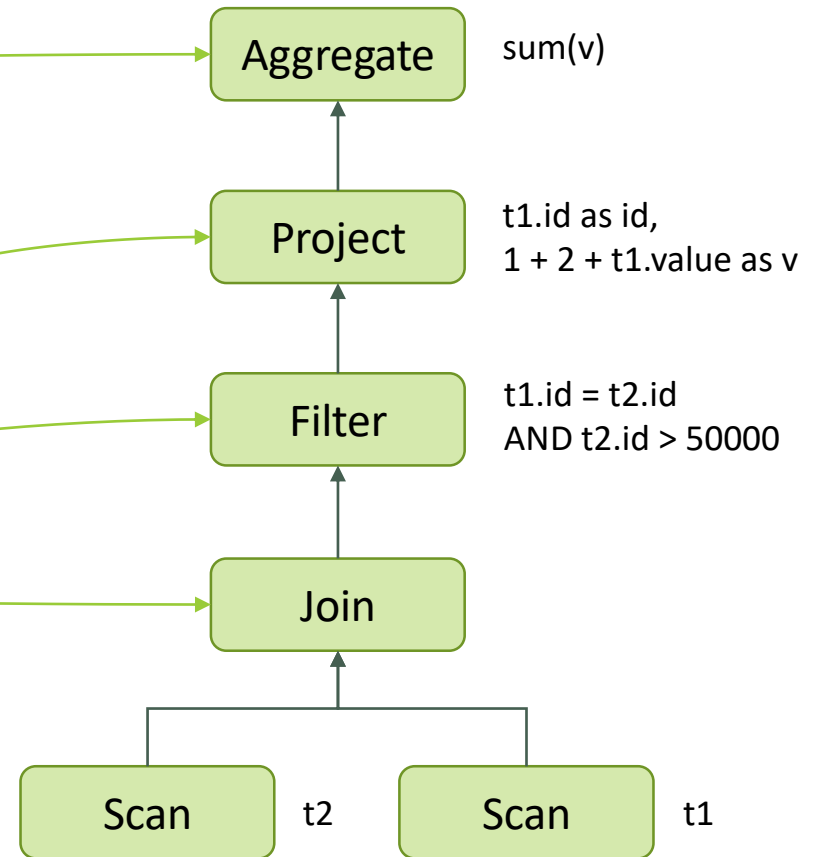 Aggregate
sum(v)
Project
t1.id as id,
1 + 2 + t1.value as v
Filter
t1.id = t2.id
AND t2.id > 50000
Join
Scan
t2
Scan
t1